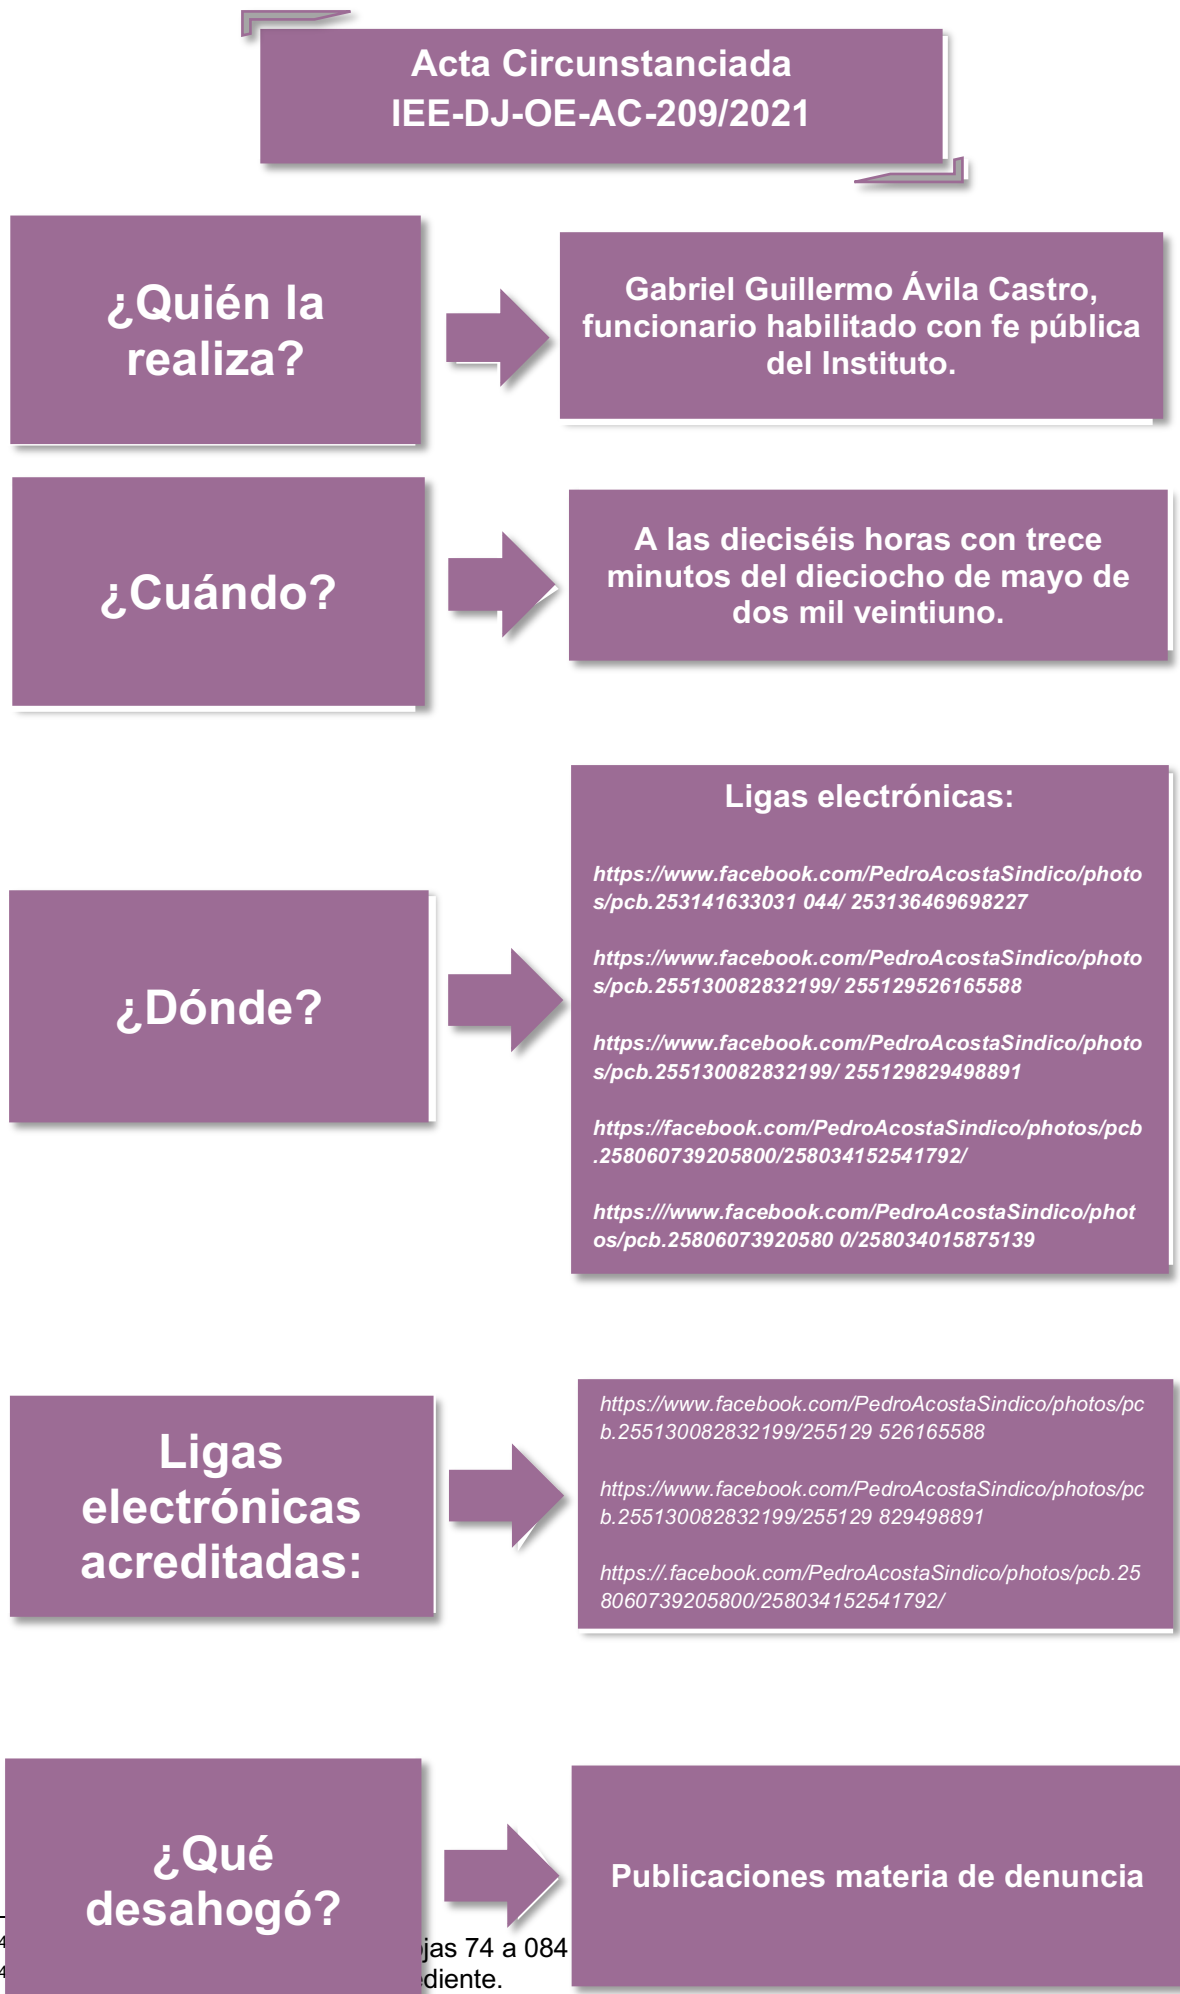 Acta Circunstanciada
IEE-DJ-OE-AC-209/2021
¿Quién la
realiza?
Gabriel Guillermo Ávila Castro,
funcionario habilitado con fe pública
del Instituto.
¿Cuándo?
A las dieciséis horas con trece
minutos del dieciocho de mayo de
dos mil veintiuno.
¿Dónde?
Ligas electrónicas:
https://www.facebook.com/PedroAcostaSindico/photo
s/pcb.253141633031 044/ 253136469698227
https://www.facebook.com/PedroAcostaSindico/photo
s/pcb.255130082832199/ 255129526165588
https://www.facebook.com/PedroAcostaSindico/photo
s/pcb.255130082832199/ 255129829498891
https://facebook.com/PedroAcostaSindico/photos/pcb
.258060739205800/258034152541792/
https:///www.facebook.com/PedroAcostaSindico/phot
os/pcb.25806073920580 0/258034015875139
Ligas
electrónicas
acreditadas:
https://www.facebook.com/PedroAcostaSindico/photos/pc
b.255130082832199/255129 526165588
https://www.facebook.com/PedroAcostaSindico/photos/pc
b.255130082832199/255129 829498891
https://.facebook.com/PedroAcostaSindico/photos/pcb.25
8060739205800/258034152541792/
¿Qué
desahogó?
Publicaciones materia de denuncia
74 a 084